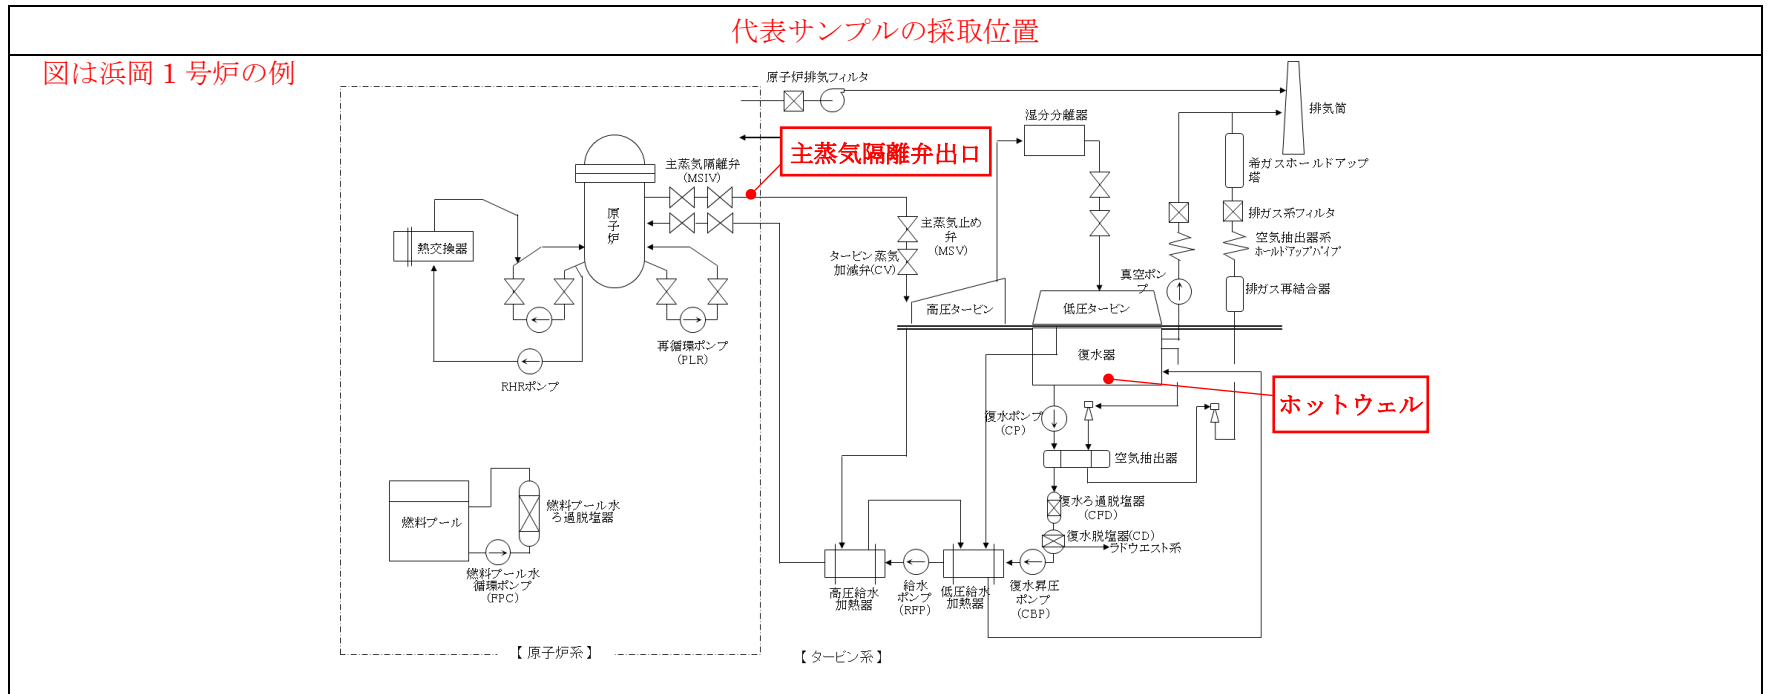 代表サンプルの採取位置
図は浜岡1号炉の例
原子炉排気フィルタ
排気筒
湿分分離器
主蒸気隔離弁出口
主蒸気隔離弁
(MSIV)
希ガスホールドアップ
塔
原子炉
熱交換器
主蒸気止め
弁
(MSV)
タービン蒸気
加減弁(CV)
排ガス系フィルタ
空気抽出器系
ホールドアップパイプ
真空ポン
プ
排ガス再結合器
高圧タービン
低圧タービン
再循環ポンプ
(PLR)
RHRポンプ
復水器
ホットウェル
復水ポンプ
(CP)
空気抽出器
燃料プール
燃料プール水
ろ過脱塩器
復水ろ過脱塩器
(CFD)
復水脱塩器(CD)
ラドウエスト系
燃料プール水
循環ポンプ
(FPC)
高圧給水
加熱器
給水
ポンプ
(RFP)
低圧給水
加熱器
復水昇圧
ポンプ
(CBP)
【原子炉系】
【タービン系】